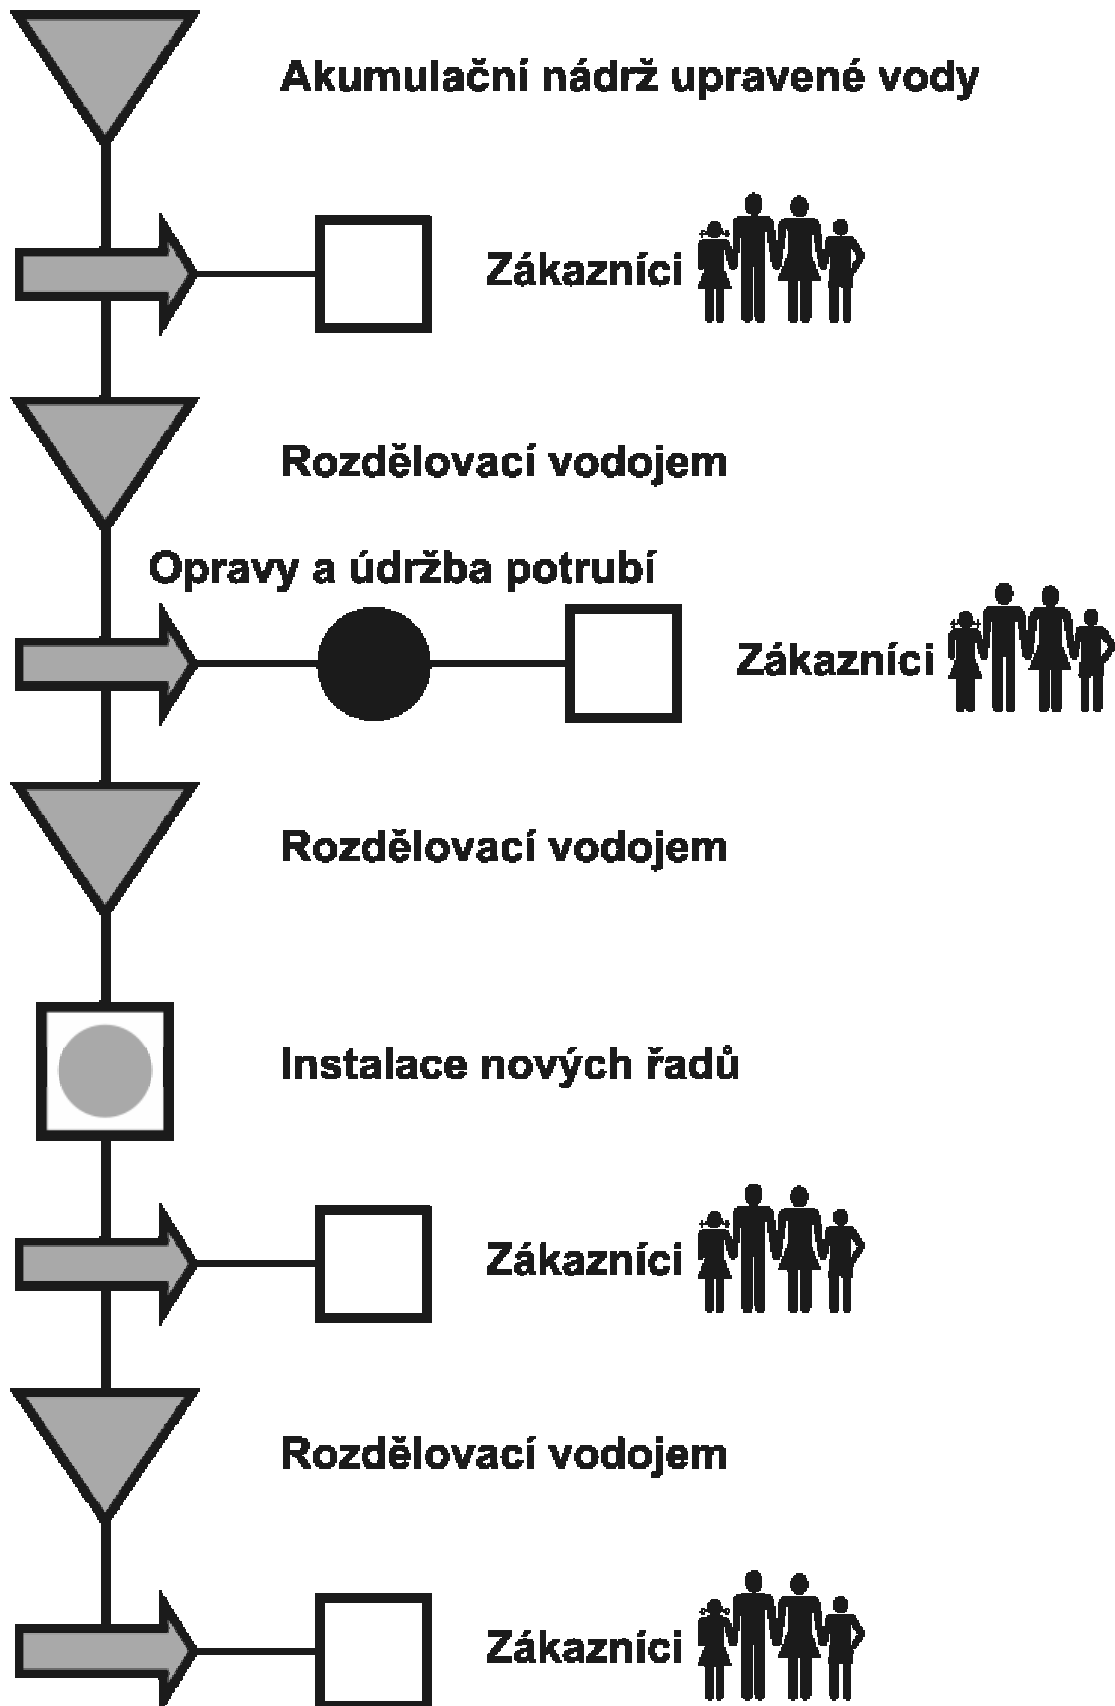 Akumulační nádrž upravené vody
Zákazníci
Rozdělovací vodojem
Opravy a údržba potrubí
Zákazníci
Rozdělovací vodojem
Instalace nových řadů
Zákazníci
Rozdělovací vodojem
Zákazníci